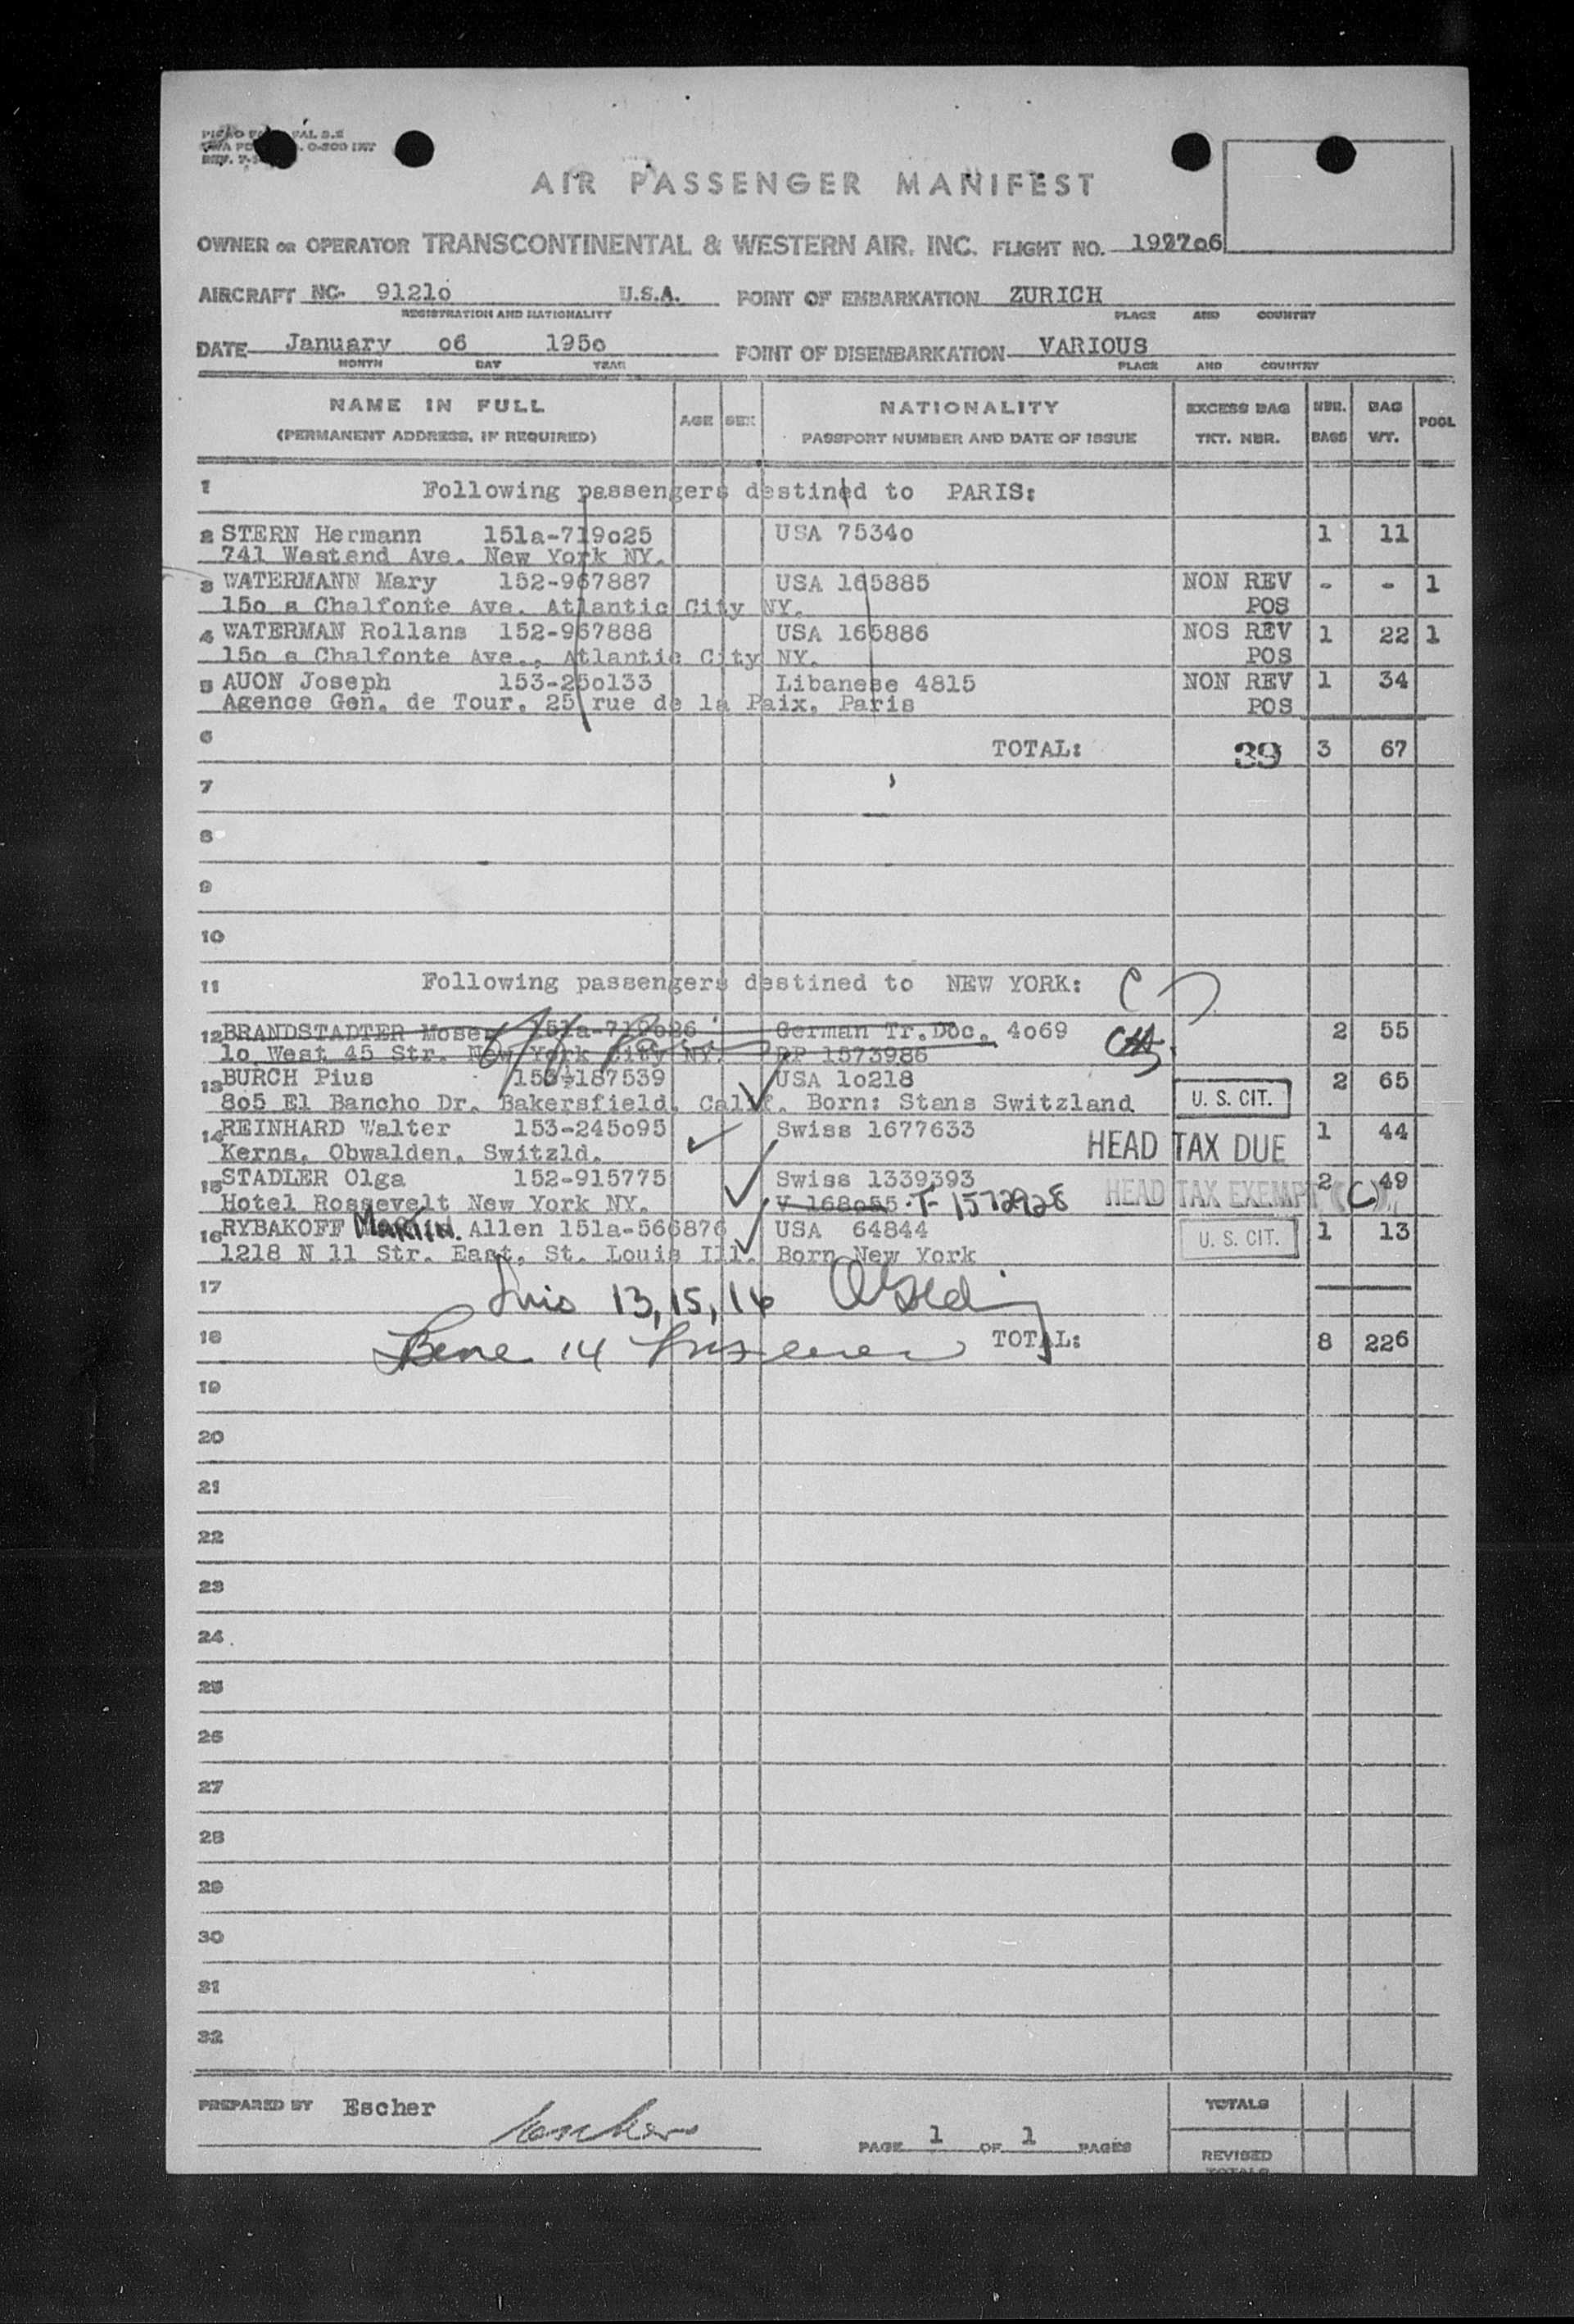 AIR PASSENGER MANIFEST
OWNER OR OPERATOR TRANSCONTINENTAL & WESTERN AIR, INC. FLIGHT NO.
AIRCRAFT NC- 9121o U.S.A. POINT OF EMBARKATION ZURICH
REGISTRATION AND NATIONALITY PLACE AND COUNTRY
DATE January o6 195o POINT OF DISEMBARKATION VARIOUS
MONTH DAY YEAR PLACE AND COUNTRY
NAME IN FULL AGE SEX NATIONALITY EXCESS BAG NBR. BAG POOL
(PERMANENT ADDRESS, IF REQUIRED) PASSPORT NUMBER AND DATE OF ISSUE TKT. NBR. BAGS WT.
1 Following passengers destined to PARIS:
2 STERN Hermann 151a-719o25 USA 7534o 1 11
741 Westend Ave. New York NY.
3 WATERMANN Mary 152-967887 USA 165885 NON REV - - 1
15o s Chalfonte Ave. Atlantic City NY. POS
4 WATERMAN Rollans 152-967888 USA 165886 NOS REV 1 22 1
15o s Chalfonte Ave., Atlantic City NY. POS
5 AUON Joseph 153-25o133 Libanese 4815 NON REV 1 34
Agence Gen. de Tour. 25 rue de la Paix, Paris POS
6 TOTAL: 39 3 67
7
8
9
10
11 Following passengers destined to NEW YORK:
12 BRANDSTADTER Moses 151a-719o26 German Tr.Doc. 4o69 2 55
1o West 45 Str. New York City NY. RP 1573986
13 BURCH Pius 187539 USA 1o218 2 65
8o5 El Bancho Dr. Bakersfield, Calif. Born: Stans Switzland U. S. CIT.
14 REINHARD Walter 153-245o95 Swiss 1677633 HEAD TAX DUE 1 44
Kerns, Obwalden, Switzld.
15 STADLER Olga 152-915775 Swiss 1339393 2 49
Hotel Rossevelt New York NY. V 168o55 T-1572928 HEAD TAX EXEMPT (C)
16 RYBAKOFF MARTIN. Allen 151a-566876 USA 64844 1 13
1218 N 11 Str. East, St. Louis Ill. Born New York U. S. CIT.
17 13, 15, 16
18 14 TOTAL: 8 226
19
20
21
22
23
24
25
26
27
28
29
30
31
32
PREPARED BY Escher TOTALS
Escher
PAGE 1 OF 1 PAGES REVISED
TOTALS